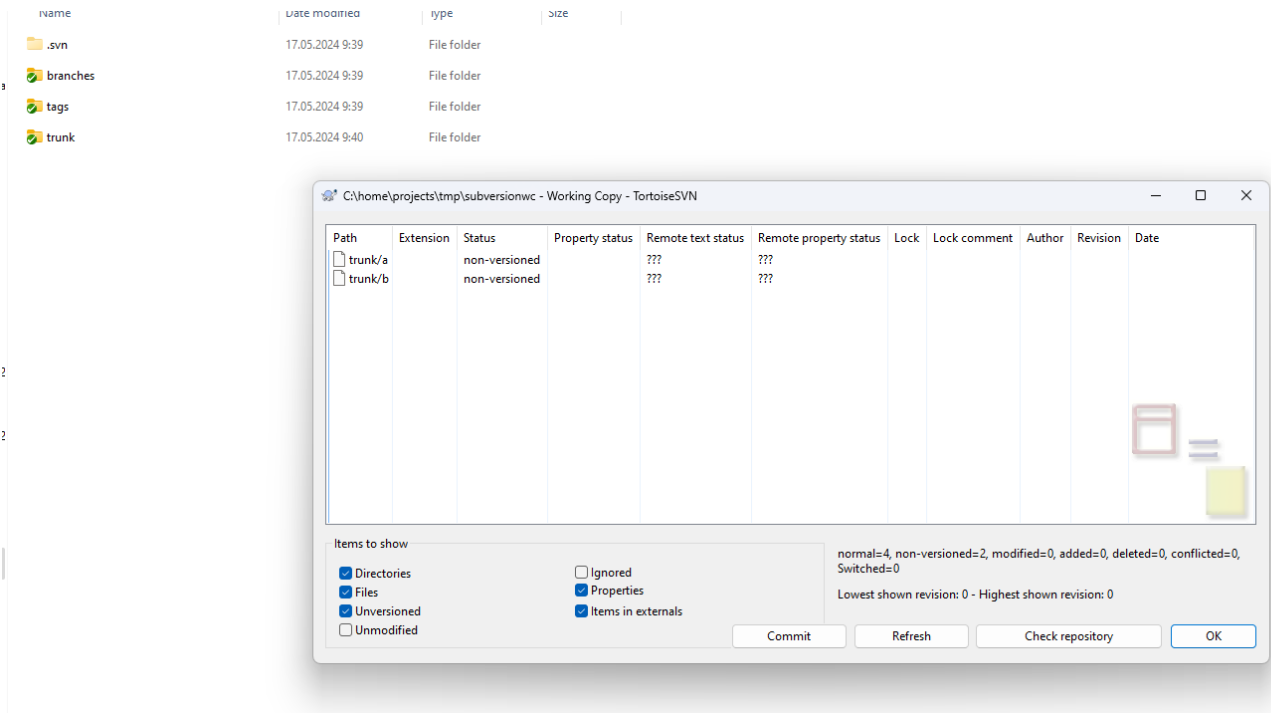 Name Date modified Type Size
.svn 17.05.2024 9:39 File folder
branches 17.05.2024 9:39 File folder
tags 17.05.2024 9:39 File folder
trunk 17.05.2024 9:40 File folder
C:\home\projects\tmp\subversionwc - Working Copy - TortoiseSVN
Path Extension Status Property status Remote text status Remote property status Lock Lock comment Author Revision Date
trunk/a non-versioned ??? ???
trunk/b non-versioned ??? ???
Items to show
Directories
Files
Unversioned
Unmodified
Ignored
Properties
Items in externals
normal=4, non-versioned=2, modified=0, added=0, deleted=0, conflicted=0,
Switched=0
Lowest shown revision: 0 - Highest shown revision: 0
Commit Refresh Check repository OK